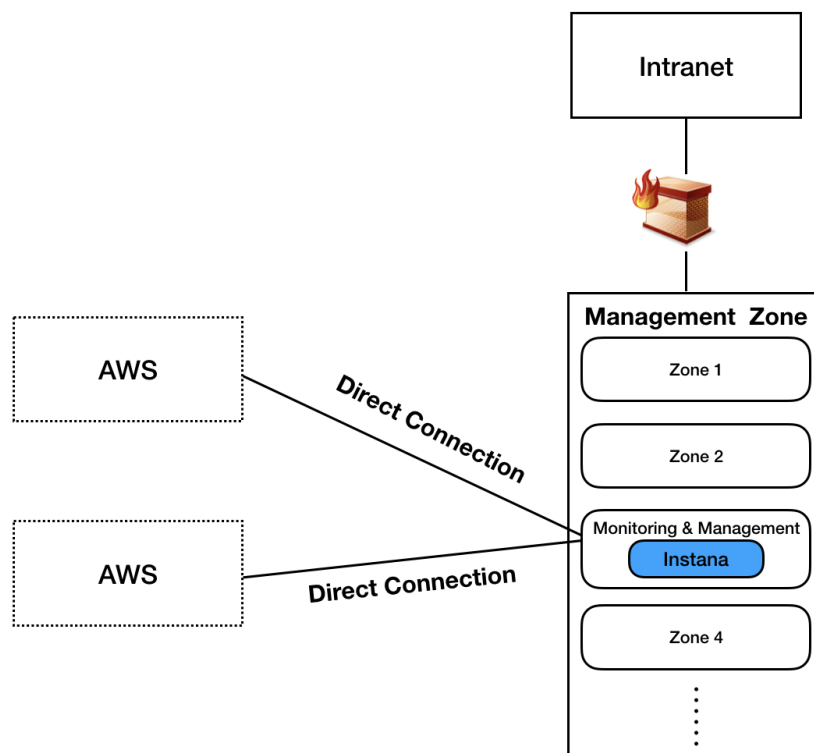 Intranet
Management Zone
Zone 1
Zone 2
Monitoring & Management
Instana
Zone 4
AWS
Direct Connection
AWS
Direct Connection